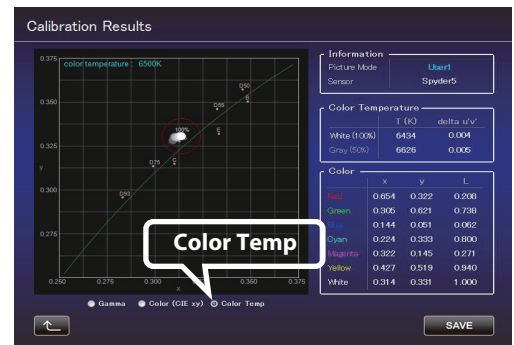 Calibration Results
color temperature : 6500K
0.375
0.350
0.325
0.300
0.275
y
D50
B
D55
E
100%
D75
C
D93
0.260 0.275 0.300 0.360 0.375
x
Color Temp
Gamma Color (CIE xy) Color Temp
Information
Picture Mode User1
Sensor Spyder5
Color Temperature
T (K) delta u'v'
White (100%) 6434 0.004
Gray (50%) 6626 0.005
Color
x y L
Red 0.654 0.322 0.208
Green 0.305 0.621 0.738
Blue 0.144 0.051 0.062
Cyan 0.224 0.333 0.800
Magenta 0.322 0.145 0.271
Yellow 0.427 0.519 0.940
White 0.314 0.331 1.000
SAVE